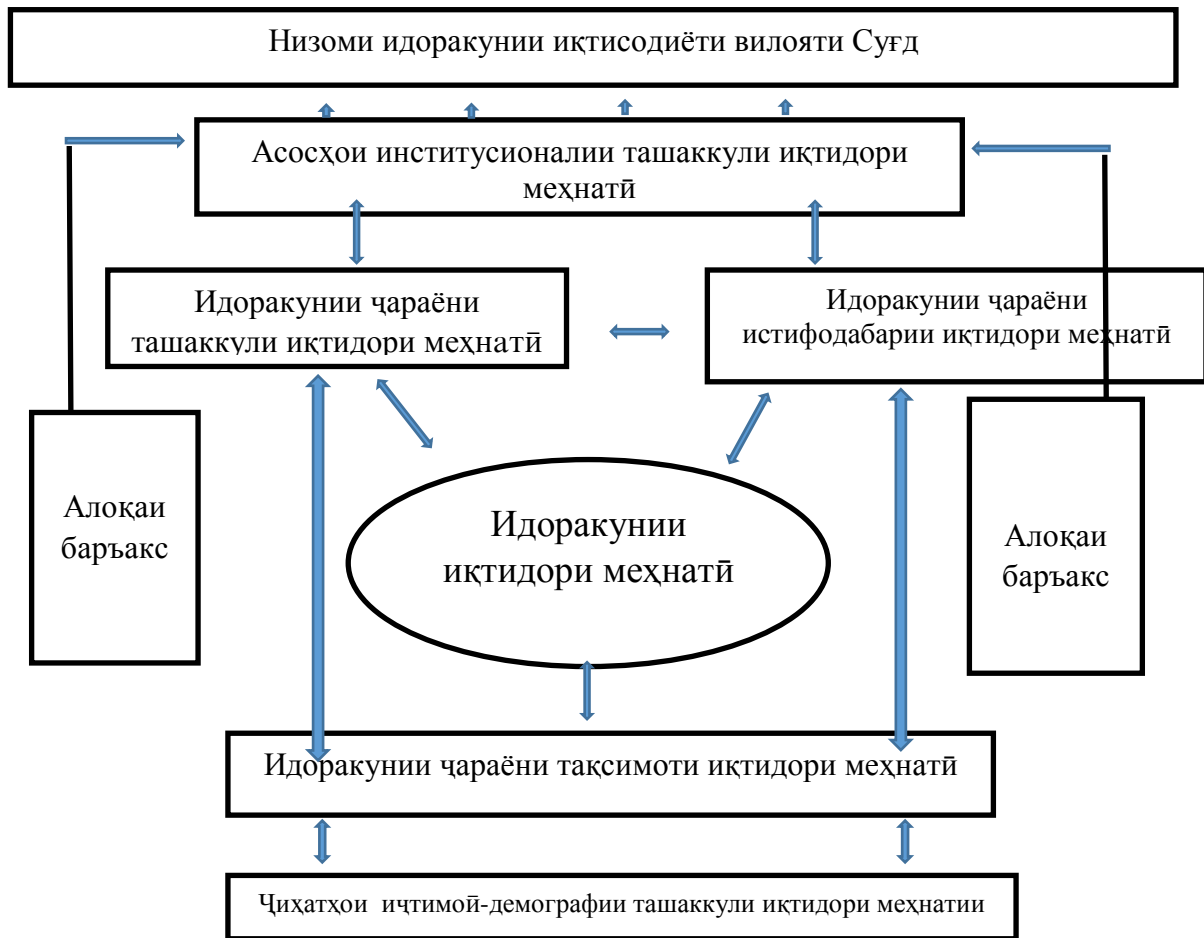 Низоми идоракунии иқтисодиёти вилояти Суғд
Асосҳои институсионалии ташаккули иқтидори
меҳнатӣ
Идоракунии ҷараёни
ташаккули иқтидори меҳнатӣ
Идоракунии ҷараёни
истифодабарии иқтидори меҳнатӣ
Алоқаи
баръакс
Идоракунии
иқтидори меҳнатӣ
Алоқаи
баръакс
Идоракунии ҷараёни тақсимоти иқтидори меҳнатӣ
Ҷиҳатҳои иҷтимоӣ-демографии ташаккули иқтидори меҳнатии